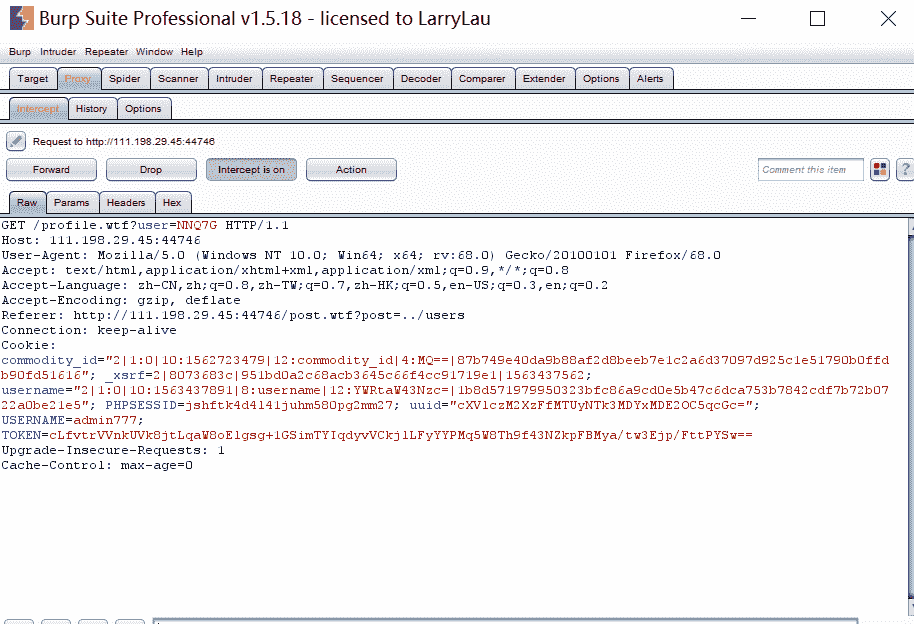 Burp Suite Professional v1.5.18 - licensed to LarryLau
Burp Intruder Repeater Window Help
Target Proxy Spider Scanner Intruder Repeater Sequencer Decoder Comparer Extender Options Alerts
Intercept History Options
Request to http://111.198.29.45:44746
Forward Drop Intercept is on Action Comment this item ?
Raw Params Headers Hex
GET /profile.wtf?user=NNQ7G HTTP/1.1
Host: 111.198.29.45:44746
User-Agent: Mozilla/5.0 (Windows NT 10.0; Win64; x64; rv:68.0) Gecko/20100101 Firefox/68.0
Accept: text/html,application/xhtml+xml,application/xml;q=0.9,*/*;q=0.8
Accept-Language: zh-CN,zh;q=0.8,zh-TW;q=0.7,zh-HK;q=0.5,en-US;q=0.3,en;q=0.2
Accept-Encoding: gzip, deflate
Referer: http://111.198.29.45:44746/post.wtf?post=../users
Connection: keep-alive
Cookie:
commodity_id="2|1:0|10:1562723479|12:commodity_id|4:MQ==|87b749e40da9b88af2d8beeb7e1c2a6d37097d925c1e51790b0ffd
b90fd51616"; _xsrf=2|8073683c|951bd0a2c68acb3645c66f4cc91719e1|1563437562;
username="2|1:0|10:1563437891|8:username|12:YWRtaW43Nzc=|1b8d571979950323bfc86a9cd0e5b47c6dca753b7842cdf7b72b07
22a0be21e5"; PHPSESSID=jshftk4d4l41juhm580pg2mm27; uuid="cXVlczM2XzFfMTUyNTk3MDYxMDE2OC5qcGc=";
USERNAME=admin777;
TOKEN=cLfvtrVVnkUVk8jtLqaW8oElgsg+1GSimTYIqdyvVCkjlLFyYYPMq5W8Th9f43NZkpFBMya/tw3Ejp/FttPYSw==
Upgrade-Insecure-Requests: 1
Cache-Control: max-age=0